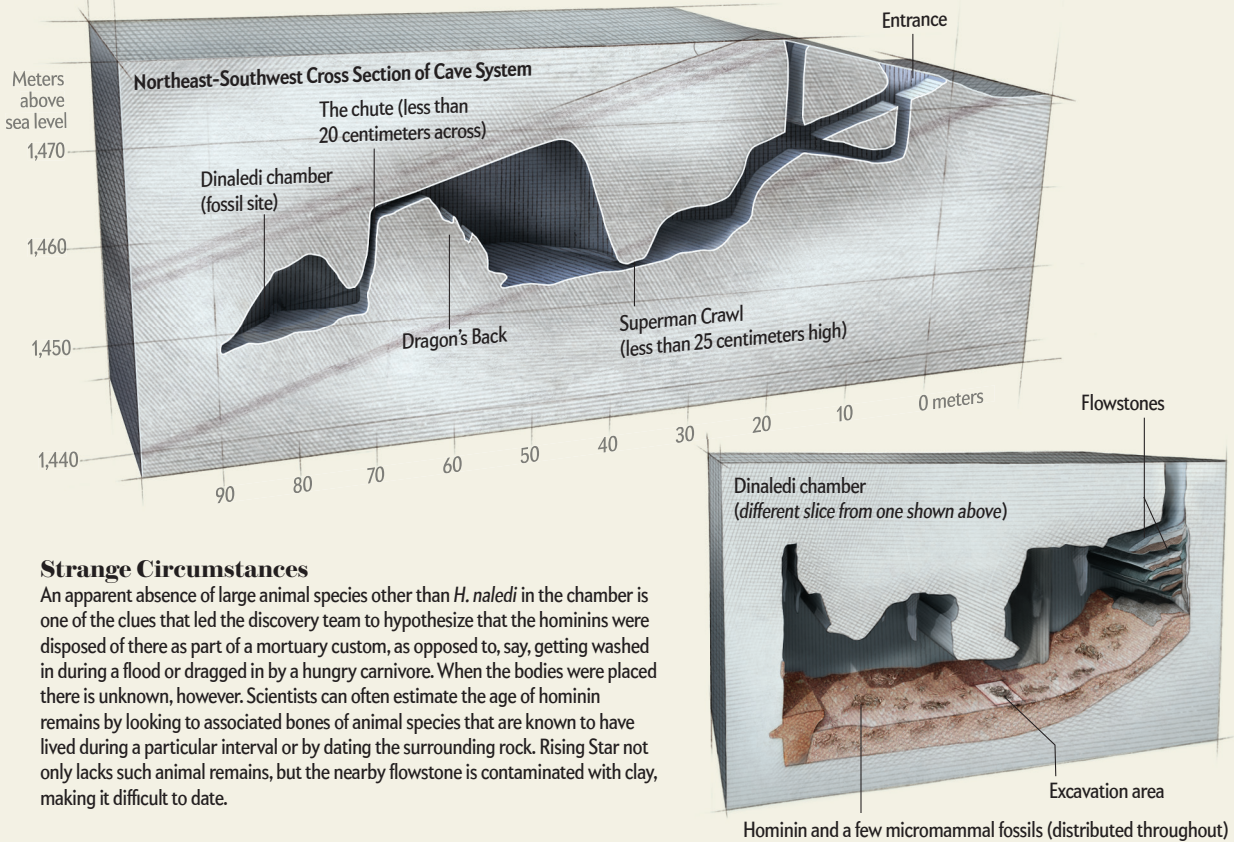 Entrance
Meters
above
sea level
Northeast-Southwest Cross Section of Cave System
The chute (less than
20 centimeters across)
1,470
Dinaledi chamber
(fossil site)
1,460
Dragon's Back
Superman Crawl
(less than 25 centimeters high)
1,450
1,440
90
80
70
60
50
40
30
20
10
0 meters
Flowstones
Dinaledi chamber
(different slice from one shown above)
Strange Circumstances
An apparent absence of large animal species other than H. naledi in the chamber is
one of the clues that led the discovery team to hypothesize that the hominins were
disposed of there as part of a mortuary custom, as opposed to, say, getting washed
in during a flood or dragged in by a hungry carnivore. When the bodies were placed
there is unknown, however. Scientists can often estimate the age of hominin
remains by looking to associated bones of animal species that are known to have
lived during a particular interval or by dating the surrounding rock. Rising Star not
only lacks such animal remains, but the nearby flowstone is contaminated with clay,
making it difficult to date.
Excavation area
Hominin and a few micromammal fossils (distributed throughout)